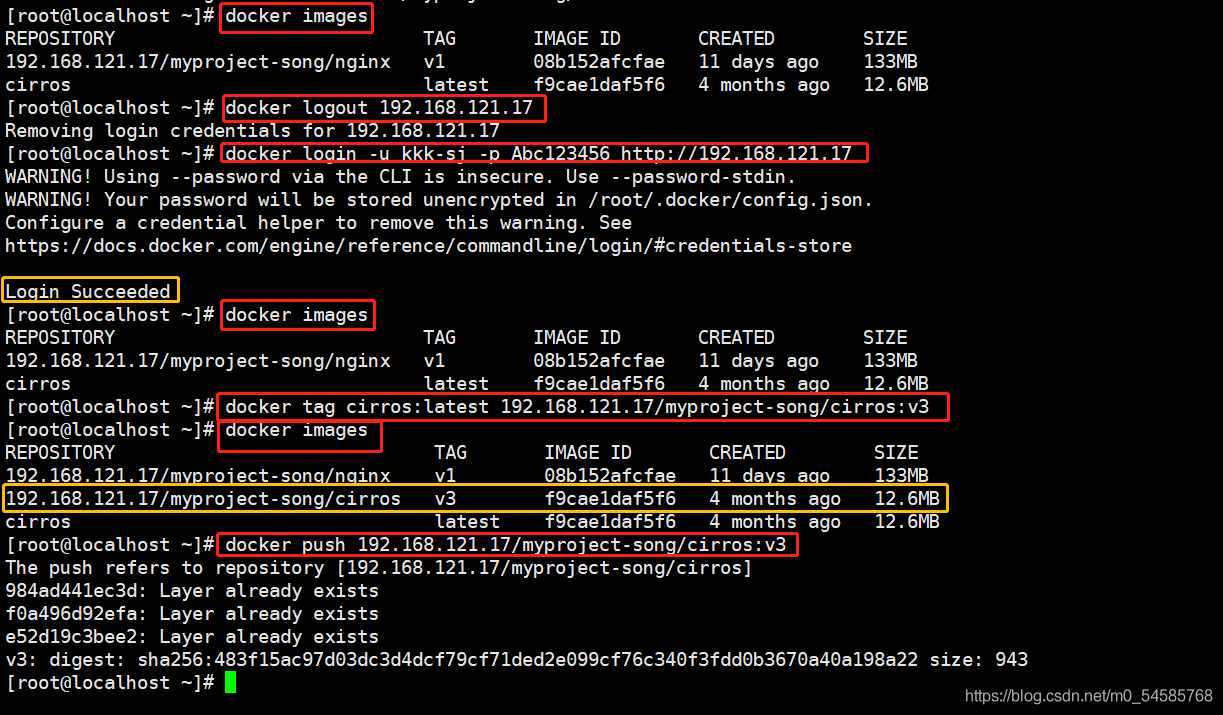 [root@localhost ~]# docker images
REPOSITORY TAG IMAGE ID CREATED SIZE
192.168.121.17/myproject-song/nginx v1 08b152afcfae 11 days ago 133MB
cirros latest f9cae1daf5f6 4 months ago 12.6MB
[root@localhost ~]# docker logout 192.168.121.17
Removing login credentials for 192.168.121.17
[root@localhost ~]# docker login -u kkk-sj -p Abc123456 http://192.168.121.17
WARNING! Using --password via the CLI is insecure. Use --password-stdin.
WARNING! Your password will be stored unencrypted in /root/.docker/config.json.
Configure a credential helper to remove this warning. See
https://docs.docker.com/engine/reference/commandline/login/#credentials-store
Login Succeeded
[root@localhost ~]# docker images
REPOSITORY TAG IMAGE ID CREATED SIZE
192.168.121.17/myproject-song/nginx v1 08b152afcfae 11 days ago 133MB
cirros latest f9cae1daf5f6 4 months ago 12.6MB
[root@localhost ~]# docker tag cirros:latest 192.168.121.17/myproject-song/cirros:v3
[root@localhost ~]# docker images
REPOSITORY TAG IMAGE ID CREATED SIZE
192.168.121.17/myproject-song/nginx v1 08b152afcfae 11 days ago 133MB
192.168.121.17/myproject-song/cirros v3 f9cae1daf5f6 4 months ago 12.6MB
cirros latest f9cae1daf5f6 4 months ago 12.6MB
[root@localhost ~]# docker push 192.168.121.17/myproject-song/cirros:v3
The push refers to repository [192.168.121.17/myproject-song/cirros]
984ad441ec3d: Layer already exists
f0a496d92efa: Layer already exists
e52d19c3bee2: Layer already exists
v3: digest: sha256:483f15ac97d03dc3d4dcf79cf71ded2e099cf76c340f3fdd0b3670a40a198a22 size: 943
[root@localhost ~]#
https://blog.csdn.net/m0_54585768